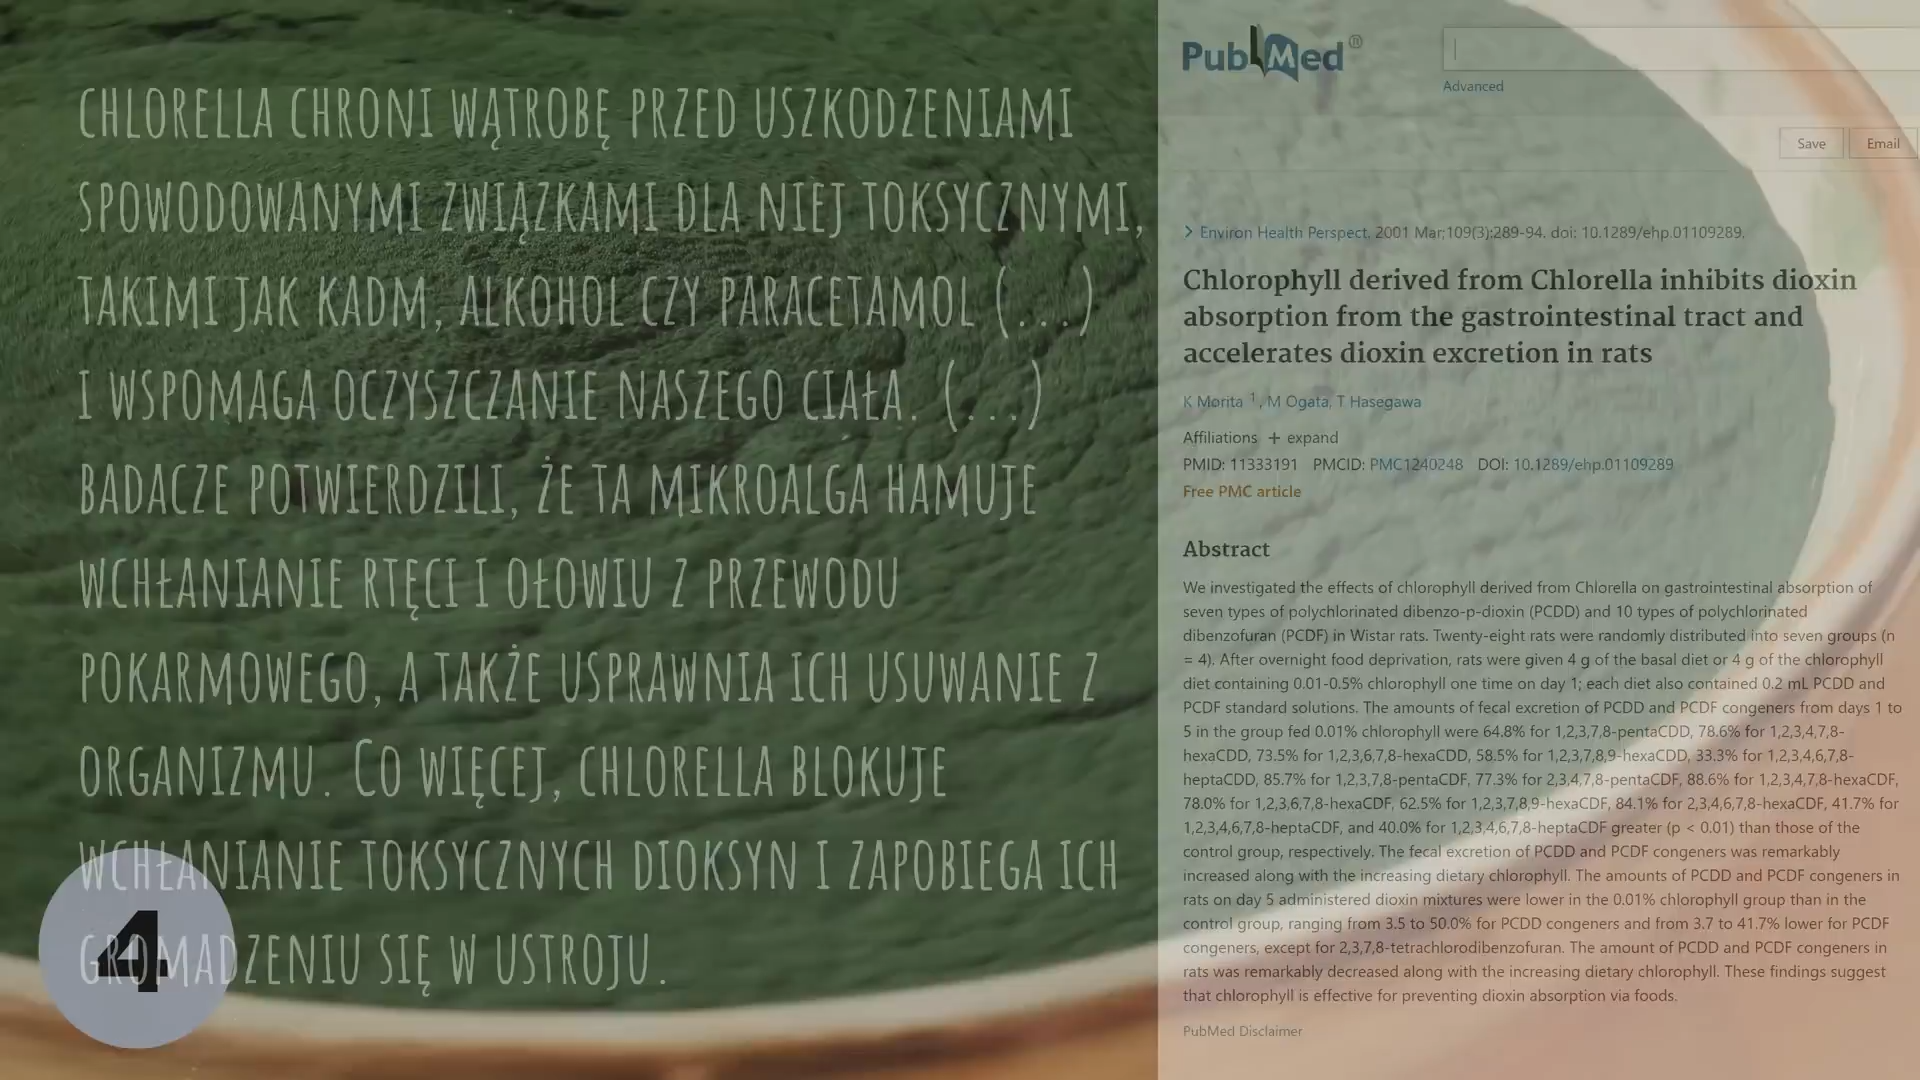 CHLORELLA CHRONI WĄTROBĘ PRZED USZKODZENIAMI
SPOWODOWANYMI ZWIĄZKAMI DLA NIEJ TOKSYCZNYMI,
TAKIMI JAK KADM, ALKOHOL CZY PARACETAMOL (...)
I WSPOMAGA OCZYSZCZANIE NASZEGO CIAŁA. (...)
BADACZE POTWIERDZILI, ŻE TA MIKROALGA HAMUJE
WCHŁANIANIE RTĘCI I OŁOWIU Z PRZEWODU
POKARMOWEGO, A TAKŻE USPRAWNIA ICH USUWANIE Z
ORGANIZMU. CO WIĘCEJ, CHLORELLA BLOKUJE
WCHŁANIANIE TOKSYCZNYCH DIOKSYN I ZAPOBIEGA ICH
GROMADZENIU SIĘ W USTROJU.
4
PubMed®
Advanced
Save Email
Environ Health Perspect. 2001 Mar;109(3):289-94. doi: 10.1289/ehp.01109289.
Chlorophyll derived from Chlorella inhibits dioxin
absorption from the gastrointestinal tract and
accelerates dioxin excretion in rats
K Morita 1, M Ogata, T Hasegawa
Affiliations + expand
PMID: 11333191 PMCID: PMC1240248 DOI: 10.1289/ehp.01109289
Free PMC article
Abstract
We investigated the effects of chlorophyll derived from Chlorella on gastrointestinal absorption of
seven types of polychlorinated dibenzo-p-dioxin (PCDD) and 10 types of polychlorinated
dibenzofuran (PCDF) in Wistar rats. Twenty-eight rats were randomly distributed into seven groups (n
= 4). After overnight food deprivation, rats were given 4 g of the basal diet or 4 g of the chlorophyll
diet containing 0.01-0.5% chlorophyll one time on day 1; each diet also contained 0.2 mL PCDD and
PCDF standard solutions. The amounts of fecal excretion of PCDD and PCDF congeners from days 1 to
5 in the group fed 0.01% chlorophyll were 64.8% for 1,2,3,7,8-pentaCDD, 78.6% for 1,2,3,4,7,8-
hexaCDD, 73.5% for 1,2,3,6,7,8-hexaCDD, 58.5% for 1,2,3,7,8,9-hexaCDD, 33.3% for 1,2,3,4,6,7,8-
heptaCDD, 85.7% for 1,2,3,7,8-pentaCDF, 77.3% for 2,3,4,7,8-pentaCDF, 88.6% for 1,2,3,4,7,8-hexaCDF,
78.0% for 1,2,3,6,7,8-hexaCDF, 62.5% for 1,2,3,7,8,9-hexaCDF, 84.1% for 2,3,4,6,7,8-hexaCDF, 41.7% for
1,2,3,4,6,7,8-heptaCDF, and 40.0% for 1,2,3,4,6,7,8-heptaCDF greater (p < 0.01) than those of the
control group, respectively. The fecal excretion of PCDD and PCDF congeners was remarkably
increased along with the increasing dietary chlorophyll. The amounts of PCDD and PCDF congeners in
rats on day 5 administered dioxin mixtures were lower in the 0.01% chlorophyll group than in the
control group, ranging from 3.5 to 50.0% for PCDD congeners and from 3.7 to 41.7% lower for PCDF
congeners, except for 2,3,7,8-tetrachlorodibenzofuran. The amount of PCDD and PCDF congeners in
rats was remarkably decreased along with the increasing dietary chlorophyll. These findings suggest
that chlorophyll is effective for preventing dioxin absorption via foods.
PubMed Disclaimer